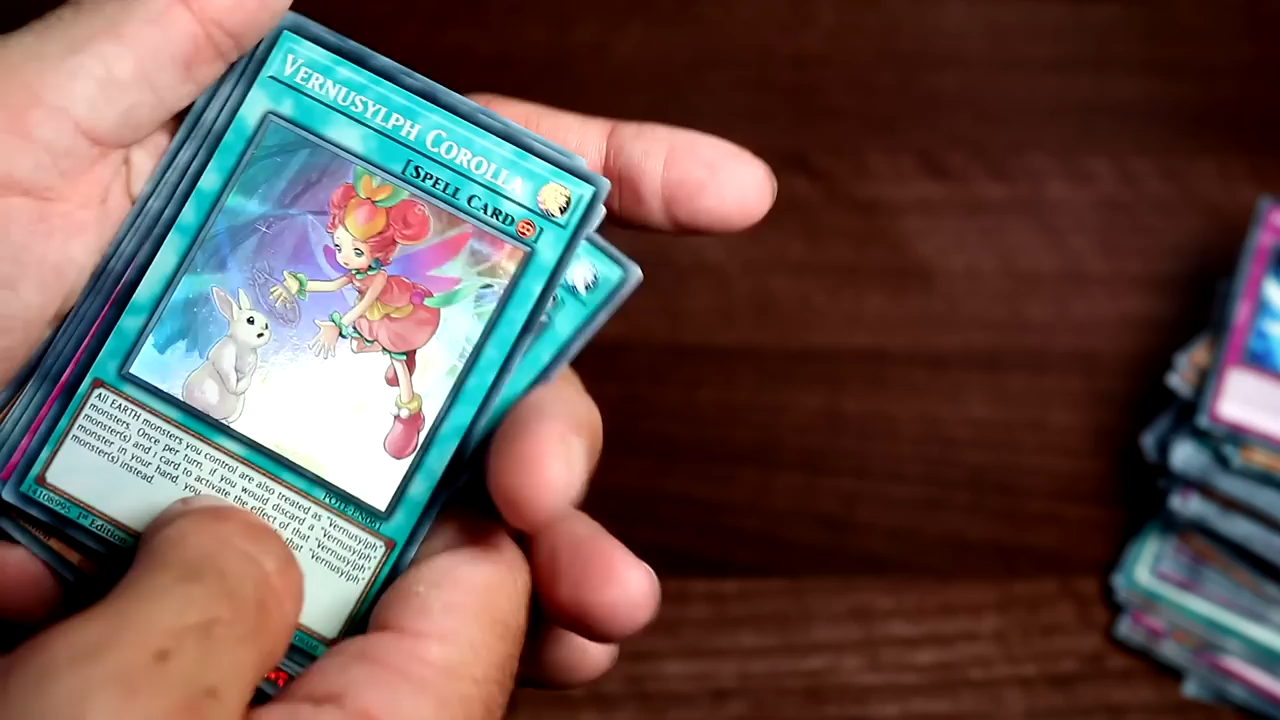 VERNUSYLPH COROLLA
[SPELL CARD
POTE-EN061
All EARTH monsters you control are also treated as "Vernusylph"
monsters. Once per turn, if you would discard a "Vernusylph"
monster(s) and 1 card to activate the effect of that "Vernusylph"
monster in your hand, you that "Vernusylph"
monster(s) instead.
14108995 1st Edition